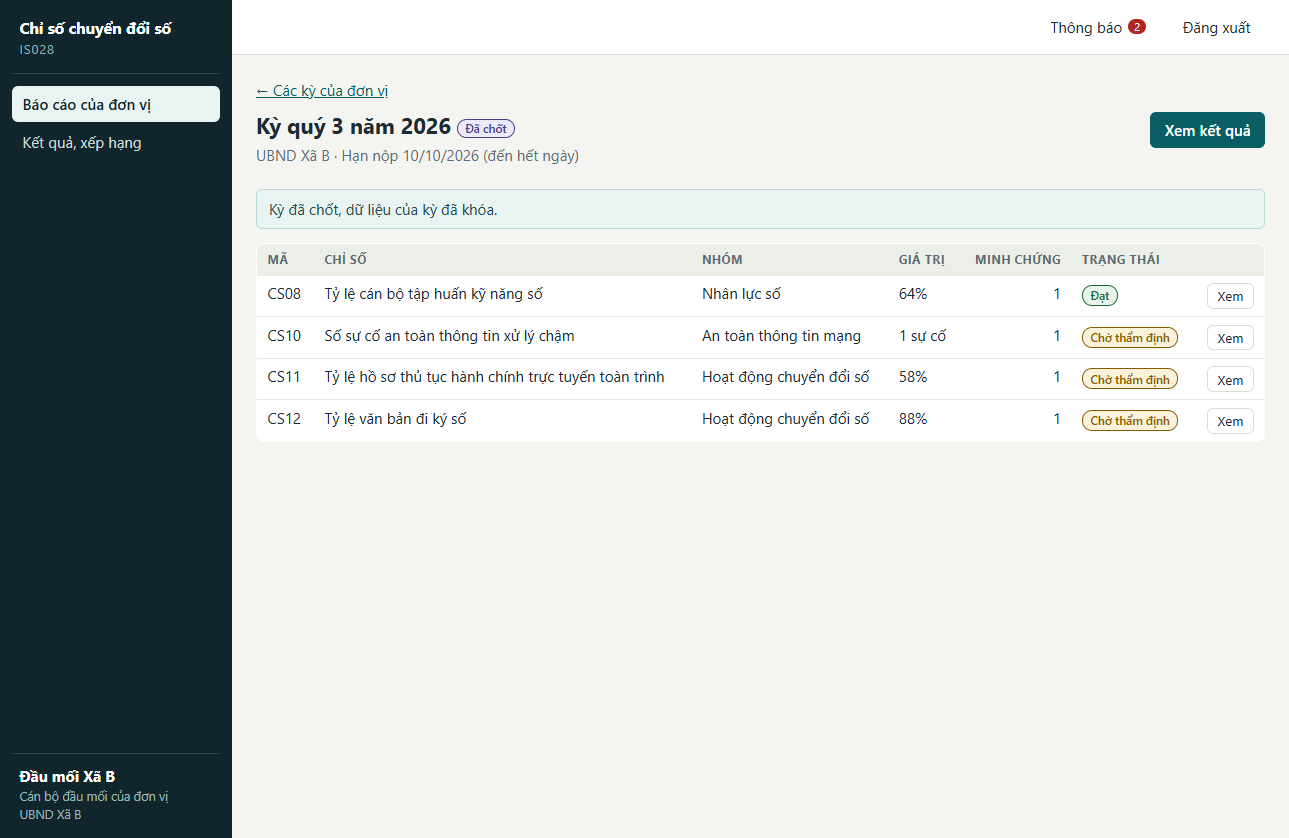 Chỉ số chuyển đổi số
IS028
Báo cáo của đơn vị
Kết quả, xếp hạng
Thông báo 2
Đăng xuất
← Các kỳ của đơn vị
Kỳ quý 3 năm 2026 Đã chốt
UBND Xã B · Hạn nộp 10/10/2026 (đến hết ngày)
Xem kết quả
Kỳ đã chốt, dữ liệu của kỳ đã khóa.
MÃ CHỈ SỐ NHÓM GIÁ TRỊ MINH CHỨNG TRẠNG THÁI
CS08 Tỷ lệ cán bộ tập huấn kỹ năng số Nhân lực số 64% 1 Đạt Xem
CS10 Số sự cố an toàn thông tin xử lý chậm An toàn thông tin mạng 1 sự cố 1 Chờ thẩm định Xem
CS11 Tỷ lệ hồ sơ thủ tục hành chính trực tuyến toàn trình Hoạt động chuyển đổi số 58% 1 Chờ thẩm định Xem
CS12 Tỷ lệ văn bản đi ký số Hoạt động chuyển đổi số 88% 1 Chờ thẩm định Xem
Đầu mối Xã B
Cán bộ đầu mối của đơn vị
UBND Xã B